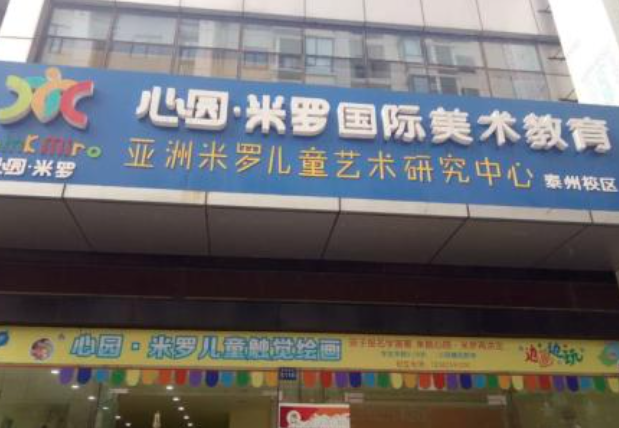 心园·米罗国际美术教育
miro
园·米罗
亚洲米罗儿童艺术研究中心 泰州校区
心园·米罗儿童触觉绘画